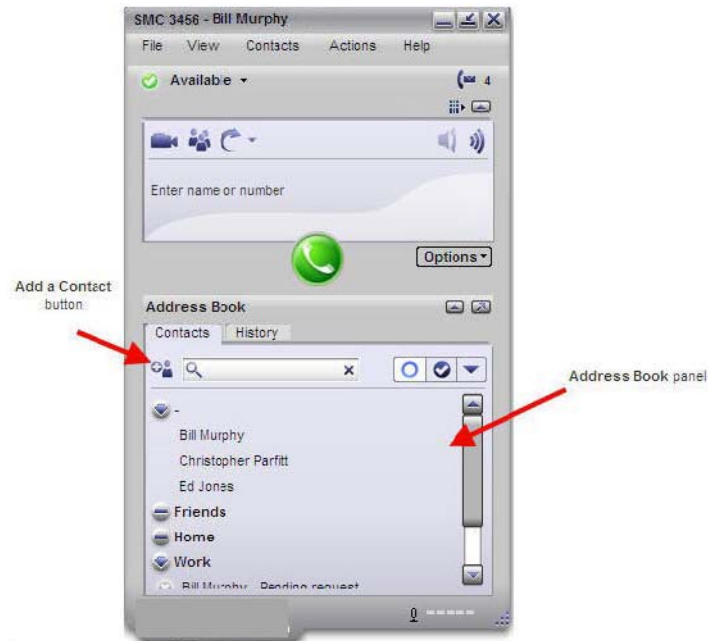 SMC 3456 - Bill Murphy
File View Contacts Actions Help
Available 4
Enter name or number
Options
Add a Contact
button
Address Book
Contacts History
Address Book panel
-
Bill Murphy
Christopher Parfitt
Ed Jones
Friends
Home
Work
Bill Murphy - Pending request